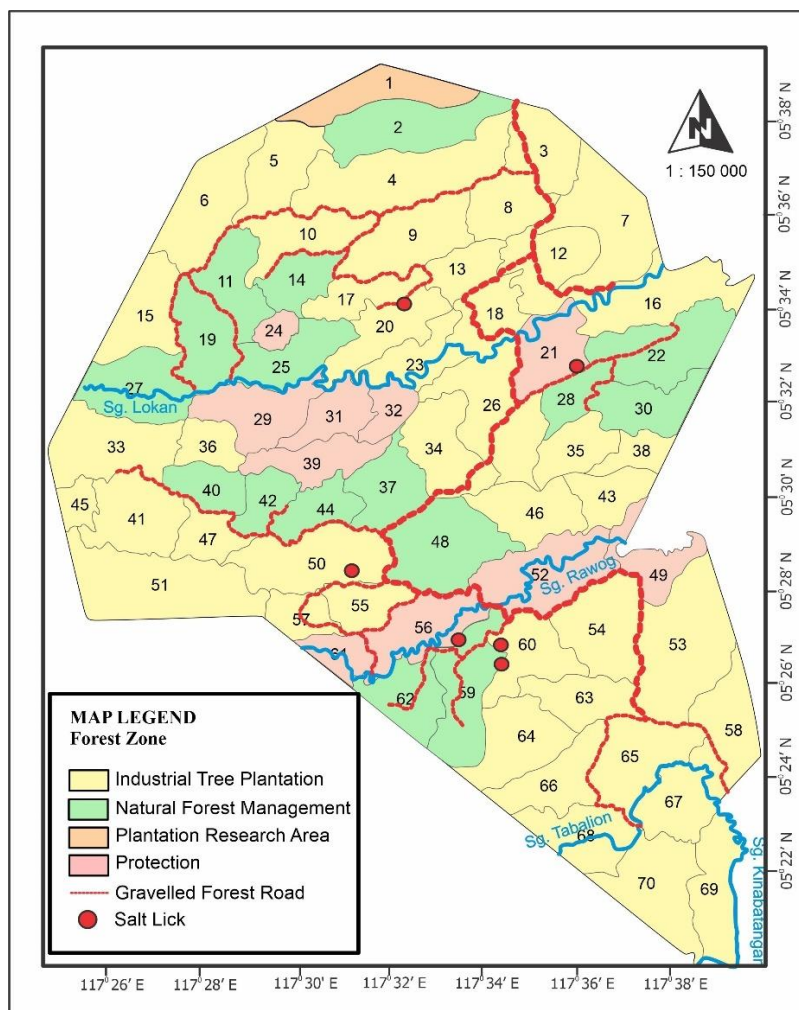 1
2
05° 38' N
N
3
5
1 : 150 000
4
6
8
7
05° 36' N
9
10
12
13
11
14
16
05° 34' N
17
15
18
20
24
19
21
22
25
23
27
05° 32' N
Sg. Lokan
28
30
26
32
31
29
33
36
34
35
38
39
05° 30' N
37
40
42
44
43
45
41
46
47
48
50
52
49
05° 28' N
51
Sg. Rawog
55
57
56
54
53
60
61
05° 26' N
62
59
63
58
64
65
05° 24' N
66
67
Sg. Tabalion
68
05° 22' N
70
69
Sg. Kinabatangan
MAP LEGEND
Forest Zone
Industrial Tree Plantation
Natural Forest Management
Plantation Research Area
Protection
Gravelled Forest Road
Salt Lick
117° 26' E 117° 28' E 117° 30' E 117° 32' E 117° 34' E 117° 36' E 117° 38' E